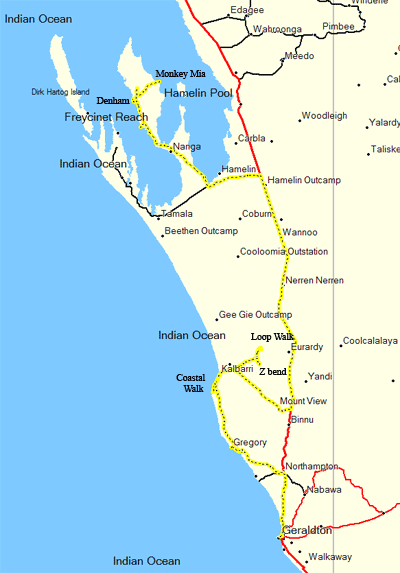 Indian Ocean
Edagee
Windene
Wahroonga
Pimbee
Meedo
Monkey Mia
Dirk Hartog Island
Denham
Hamelin Pool
Freycinet Reach
Woodleigh
Yalardy
Carbla
Nanga
Taliske
Indian Ocean
Hamelin
Hamelin Outcamp
Tamala
Coburn
Beethen Outcamp
Wannoo
Cooloomia Outstation
Nerren Nerren
Gee Gie Outcamp
Indian Ocean
Loop Walk
Eurardy
Coolcalalaya
Kalbarri
Z bend
Coastal
Walk
Yandi
Mount View
Binnu
Gregory
Northampton
Nabawa
Geraldton
Indian Ocean
Walkaway